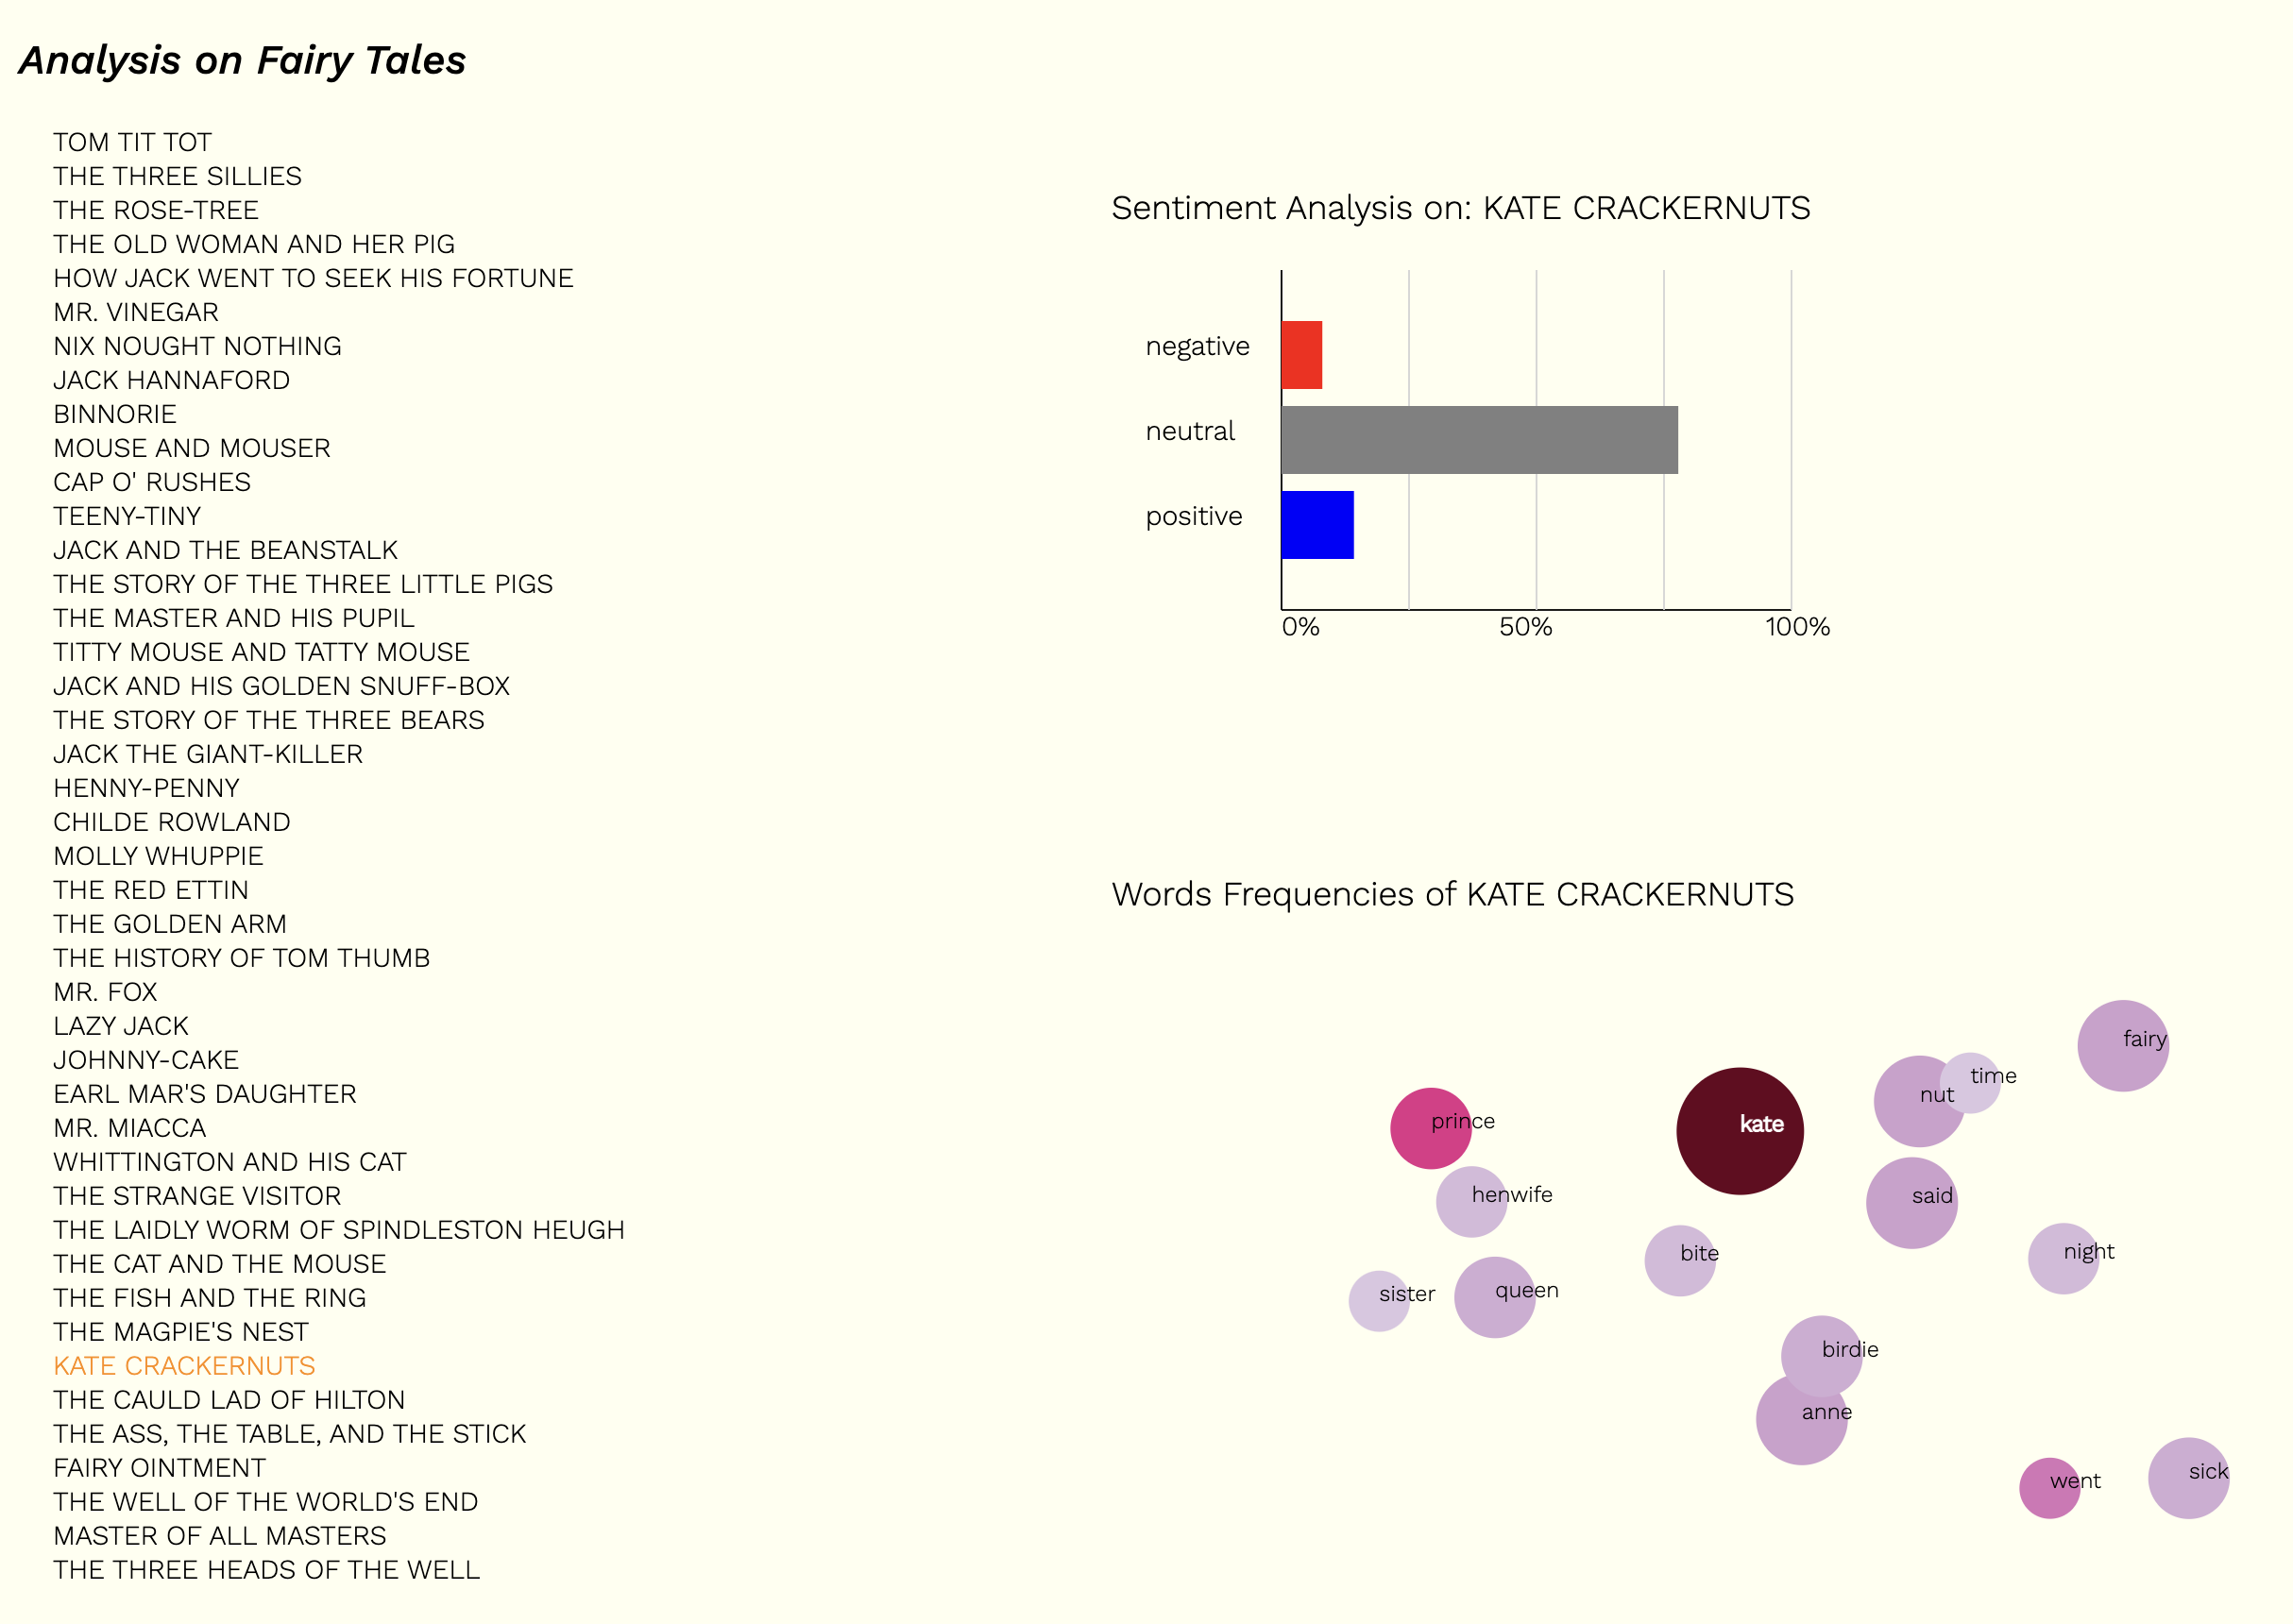 Analysis on Fairy Tales
TOM TIT TOT
THE THREE SILLIES
THE ROSE-TREE
THE OLD WOMAN AND HER PIG
HOW JACK WENT TO SEEK HIS FORTUNE
MR. VINEGAR
NIX NOUGHT NOTHING
JACK HANNAFORD
BINNORIE
MOUSE AND MOUSER
CAP O' RUSHES
TEENY-TINY
JACK AND THE BEANSTALK
THE STORY OF THE THREE LITTLE PIGS
THE MASTER AND HIS PUPIL
TITTY MOUSE AND TATTY MOUSE
JACK AND HIS GOLDEN SNUFF-BOX
THE STORY OF THE THREE BEARS
JACK THE GIANT-KILLER
HENNY-PENNY
CHILDE ROWLAND
MOLLY WHUPPIE
THE RED ETTIN
THE GOLDEN ARM
THE HISTORY OF TOM THUMB
MR. FOX
LAZY JACK
JOHNNY-CAKE
EARL MAR'S DAUGHTER
MR. MIACCA
WHITTINGTON AND HIS CAT
THE STRANGE VISITOR
THE LAIDLY WORM OF SPINDLESTON HEUGH
THE CAT AND THE MOUSE
THE FISH AND THE RING
THE MAGPIE'S NEST
KATE CRACKERNUTS
THE CAULD LAD OF HILTON
THE ASS, THE TABLE, AND THE STICK
FAIRY OINTMENT
THE WELL OF THE WORLD'S END
MASTER OF ALL MASTERS
THE THREE HEADS OF THE WELL
Sentiment Analysis on: KATE CRACKERNUTS
negative
neutral
positive
0% 50% 100%
Words Frequencies of KATE CRACKERNUTS
fairy
time
nut
prince
kate
henwife
said
night
bite
queen
sister
birdie
anne
sick
went